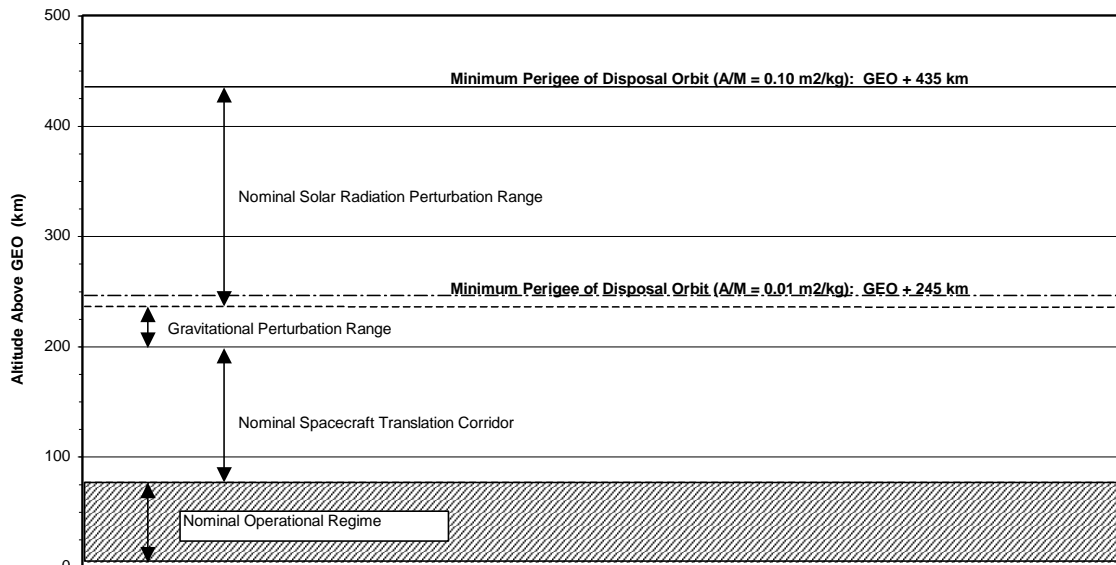 500
Minimum Perigee of Disposal Orbit (A/M = 0.10 m2/kg): GEO + 435 km
400
Nominal Solar Radiation Perturbation Range
300
Minimum Perigee of Disposal Orbit (A/M = 0.01 m2/kg): GEO + 245 km
Gravitational Perturbation Range
200
Nominal Spacecraft Translation Corridor
100
Nominal Operational Regime
0
Altitude Above GEO (km)